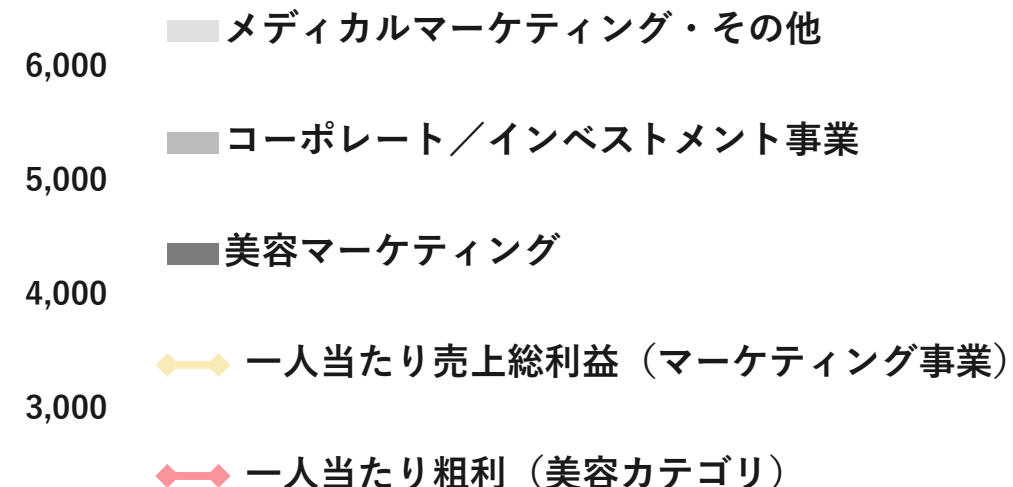 メディカルマーケティング・その他
6,000
コーポレート／インベストメント事業
5,000
美容マーケティング
4,000
一人当たり売上総利益（マーケティング事業）
3,000
一人当たり粗利（美容カテゴリ）